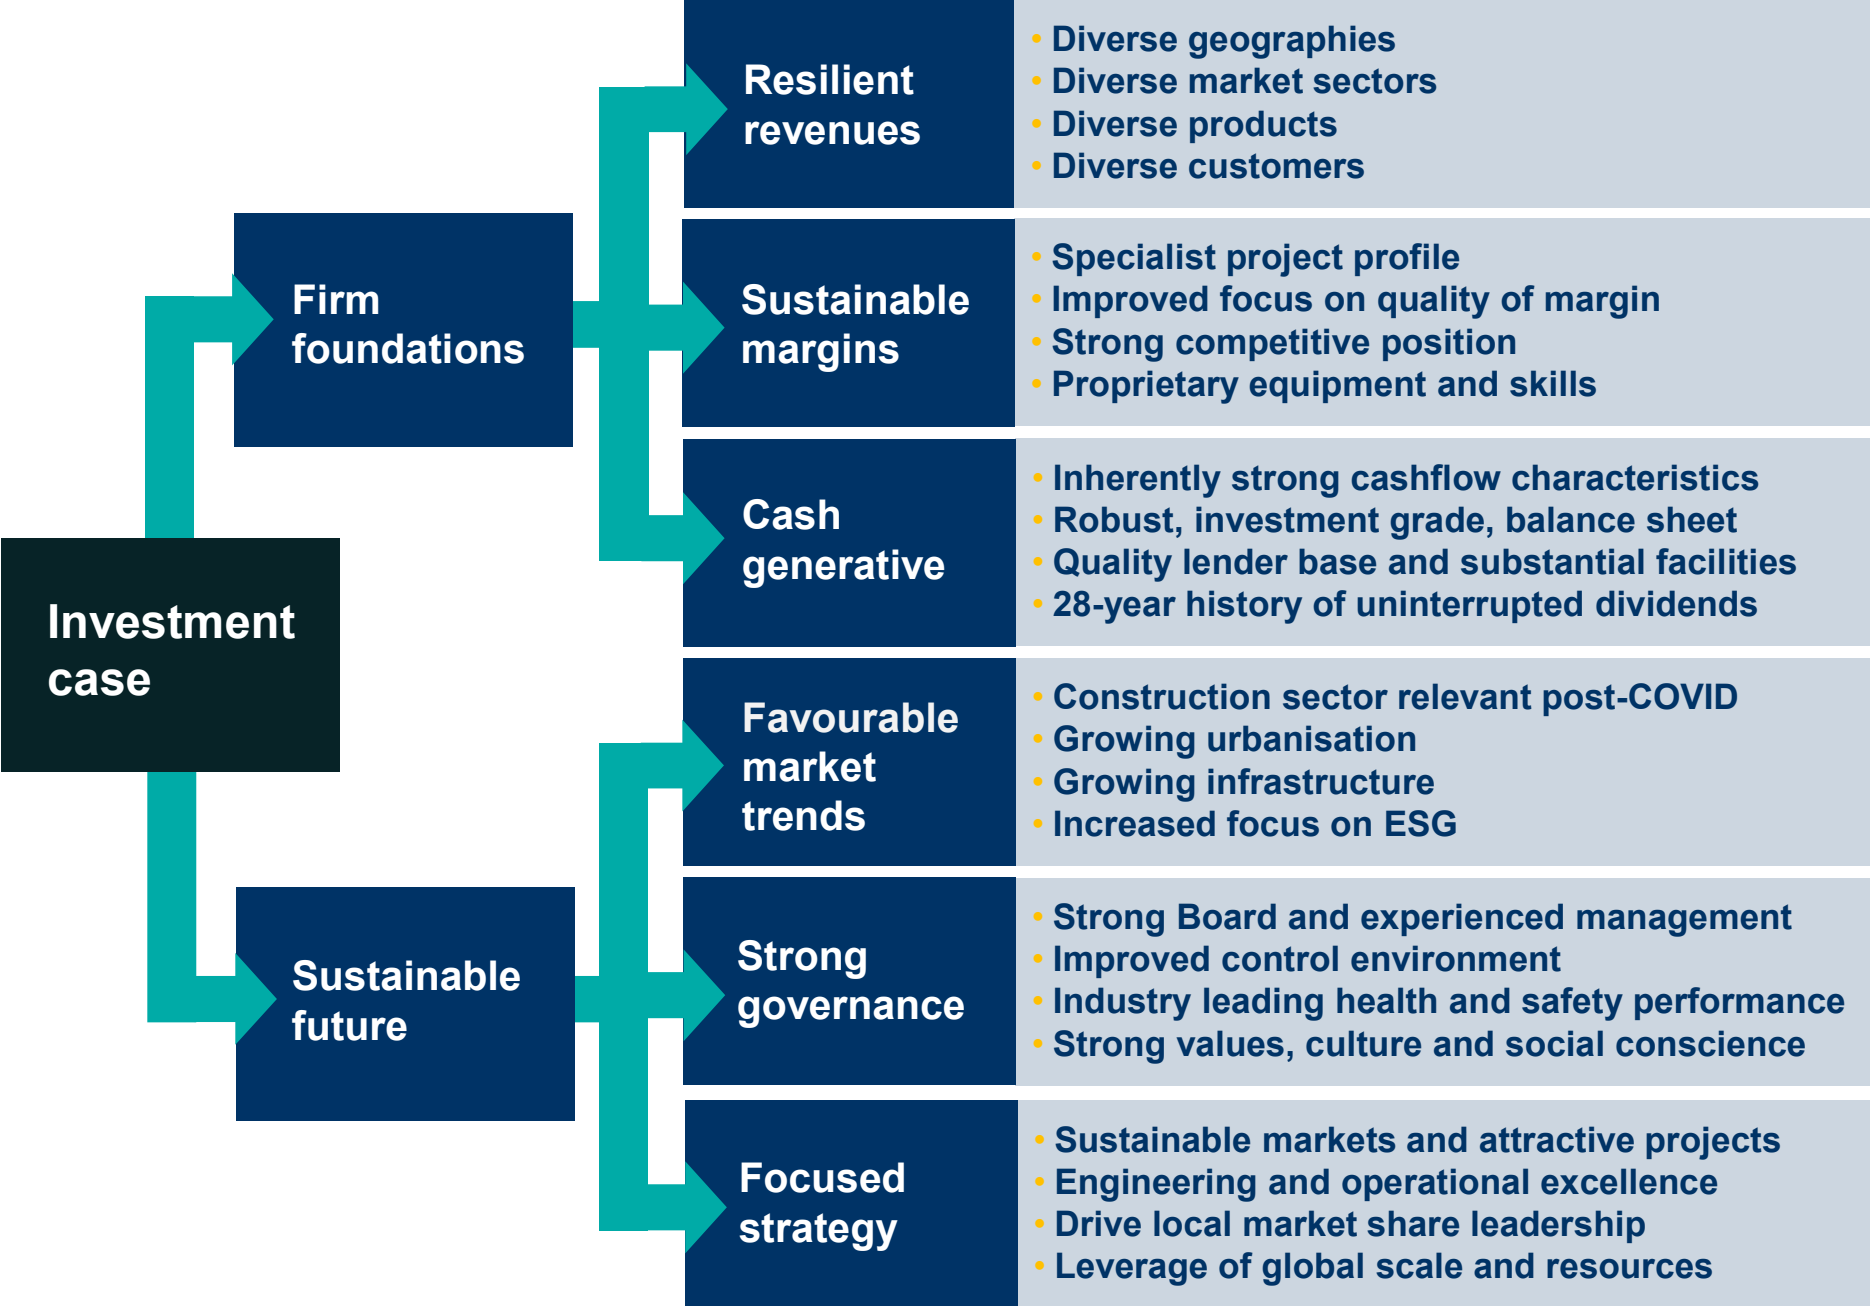 Investment
case
Firm
foundations
Resilient
revenues
• Diverse geographies
• Diverse market sectors
• Diverse products
• Diverse customers
Sustainable
margins
• Specialist project profile
• Improved focus on quality of margin
• Strong competitive position
• Proprietary equipment and skills
Cash
generative
• Inherently strong cashflow characteristics
• Robust, investment grade, balance sheet
• Quality lender base and substantial facilities
• 28-year history of uninterrupted dividends
Sustainable
future
Favourable
market
trends
• Construction sector relevant post-COVID
• Growing urbanisation
• Growing infrastructure
• Increased focus on ESG
Strong
governance
• Strong Board and experienced management
• Improved control environment
• Industry leading health and safety performance
• Strong values, culture and social conscience
Focused
strategy
• Sustainable markets and attractive projects
• Engineering and operational excellence
• Drive local market share leadership
• Leverage of global scale and resources